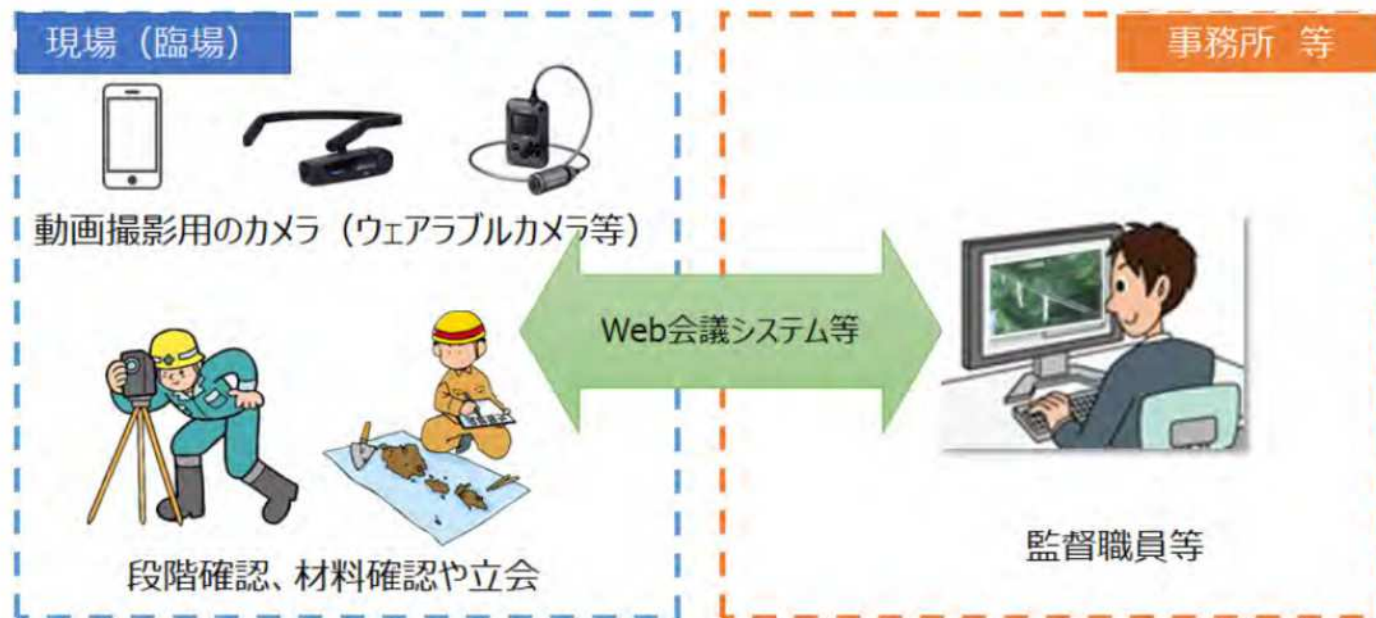 現場（臨場）
動画撮影用のカメラ（ウェアラブルカメラ等）
段階確認、材料確認や立会
Web会議システム等
事務所 等
監督職員等